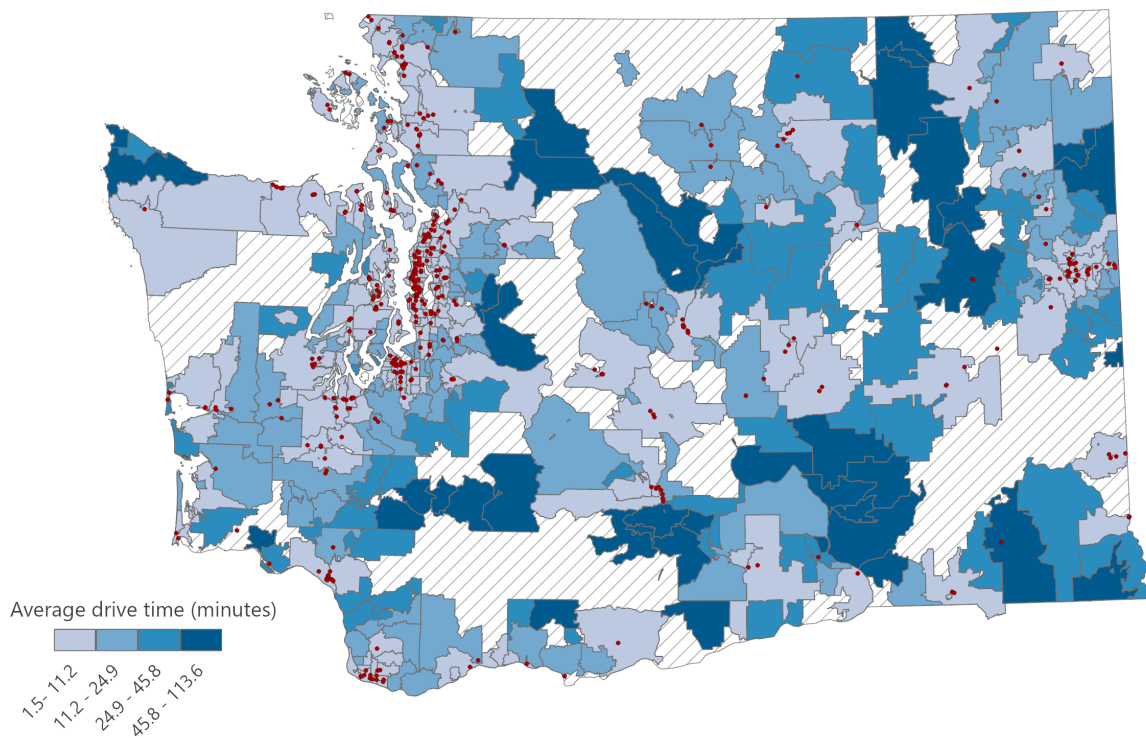 Average drive time (minutes)
1.5- 11.2
11.2 - 24.9
24.9 - 45.8
45.8 - 113.6